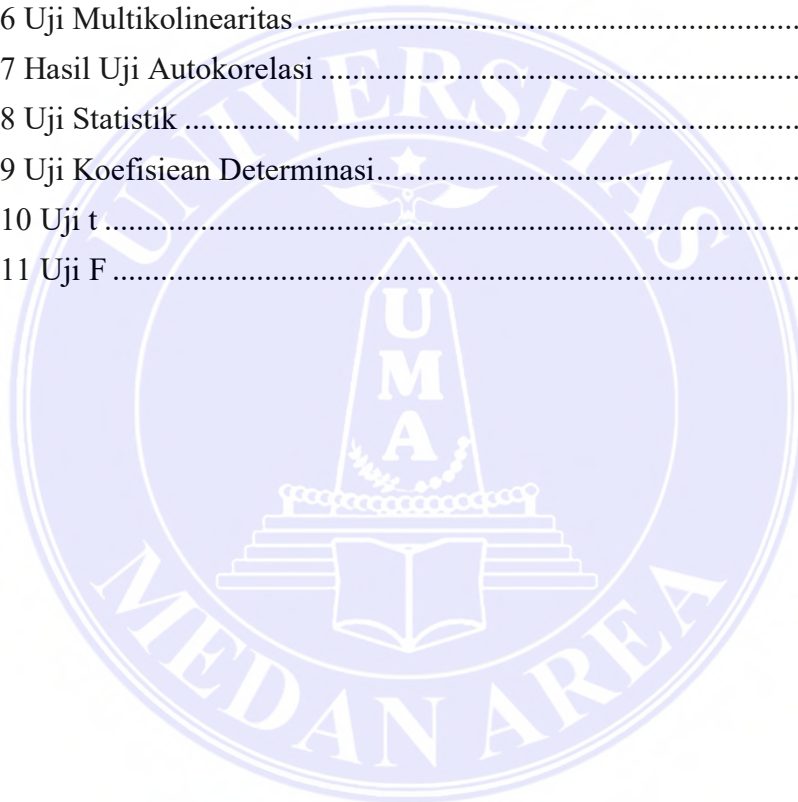 6 Uji Multikolinearitas.......................................................................
7 Hasil Uji Autokorelasi ....................................................................
8 Uji Statistik .......................................................................................
9 Uji Koefisiean Determinasi.............................................................
10 Uji t ...................................................................................................
11 Uji F ..................................................................................................
UNIVERSITAS
U
M
A
MEDAN AREA